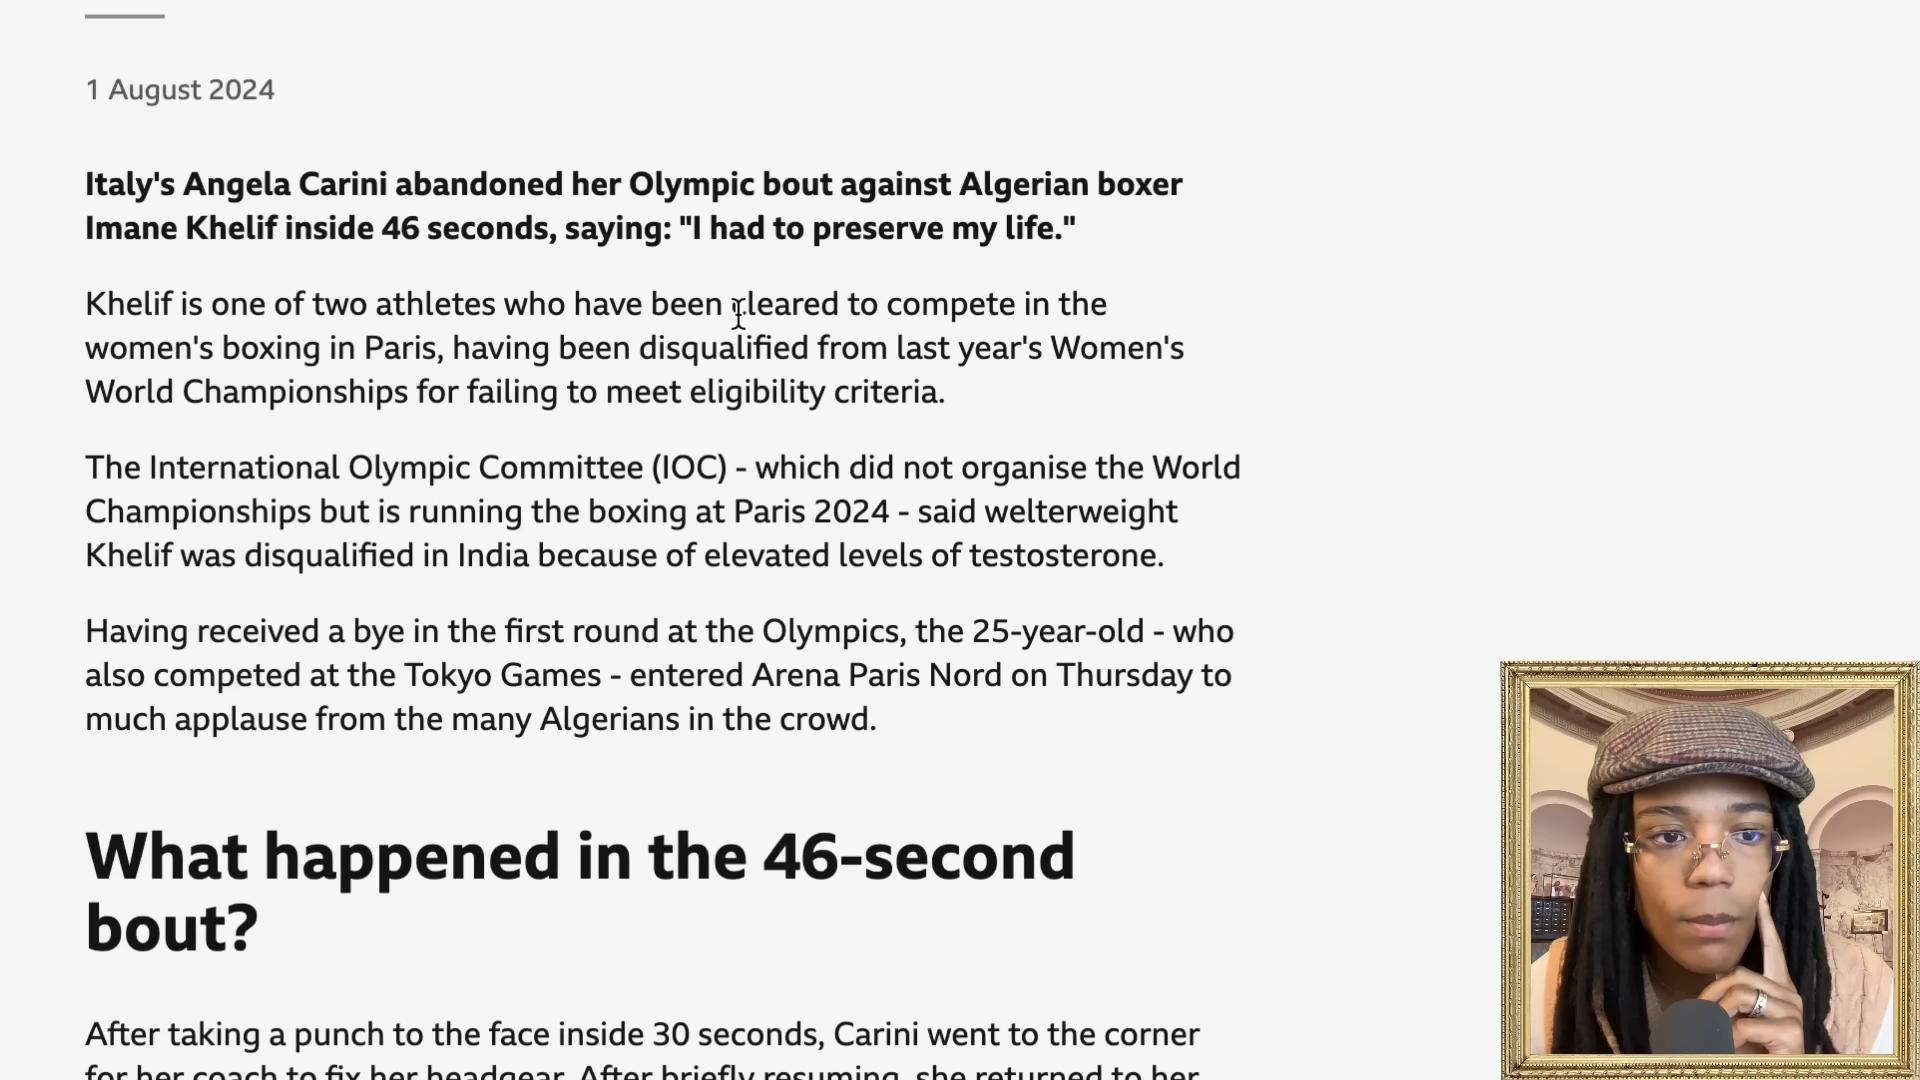 1 August 2024
Italy's Angela Carini abandoned her Olympic bout against Algerian boxer
Imane Khelif inside 46 seconds, saying: "I had to preserve my life."
Khelif is one of two athletes who have been cleared to compete in the
women's boxing in Paris, having been disqualified from last year's Women's
World Championships for failing to meet eligibility criteria.
The International Olympic Committee (IOC) - which did not organise the World
Championships but is running the boxing at Paris 2024 - said welterweight
Khelif was disqualified in India because of elevated levels of testosterone.
Having received a bye in the first round at the Olympics, the 25-year-old - who
also competed at the Tokyo Games - entered Arena Paris Nord on Thursday to
much applause from the many Algerians in the crowd.
What happened in the 46-second
bout?
After taking a punch to the face inside 30 seconds, Carini went to the corner
for her coach to fix her headgear. After briefly resuming, she returned to her